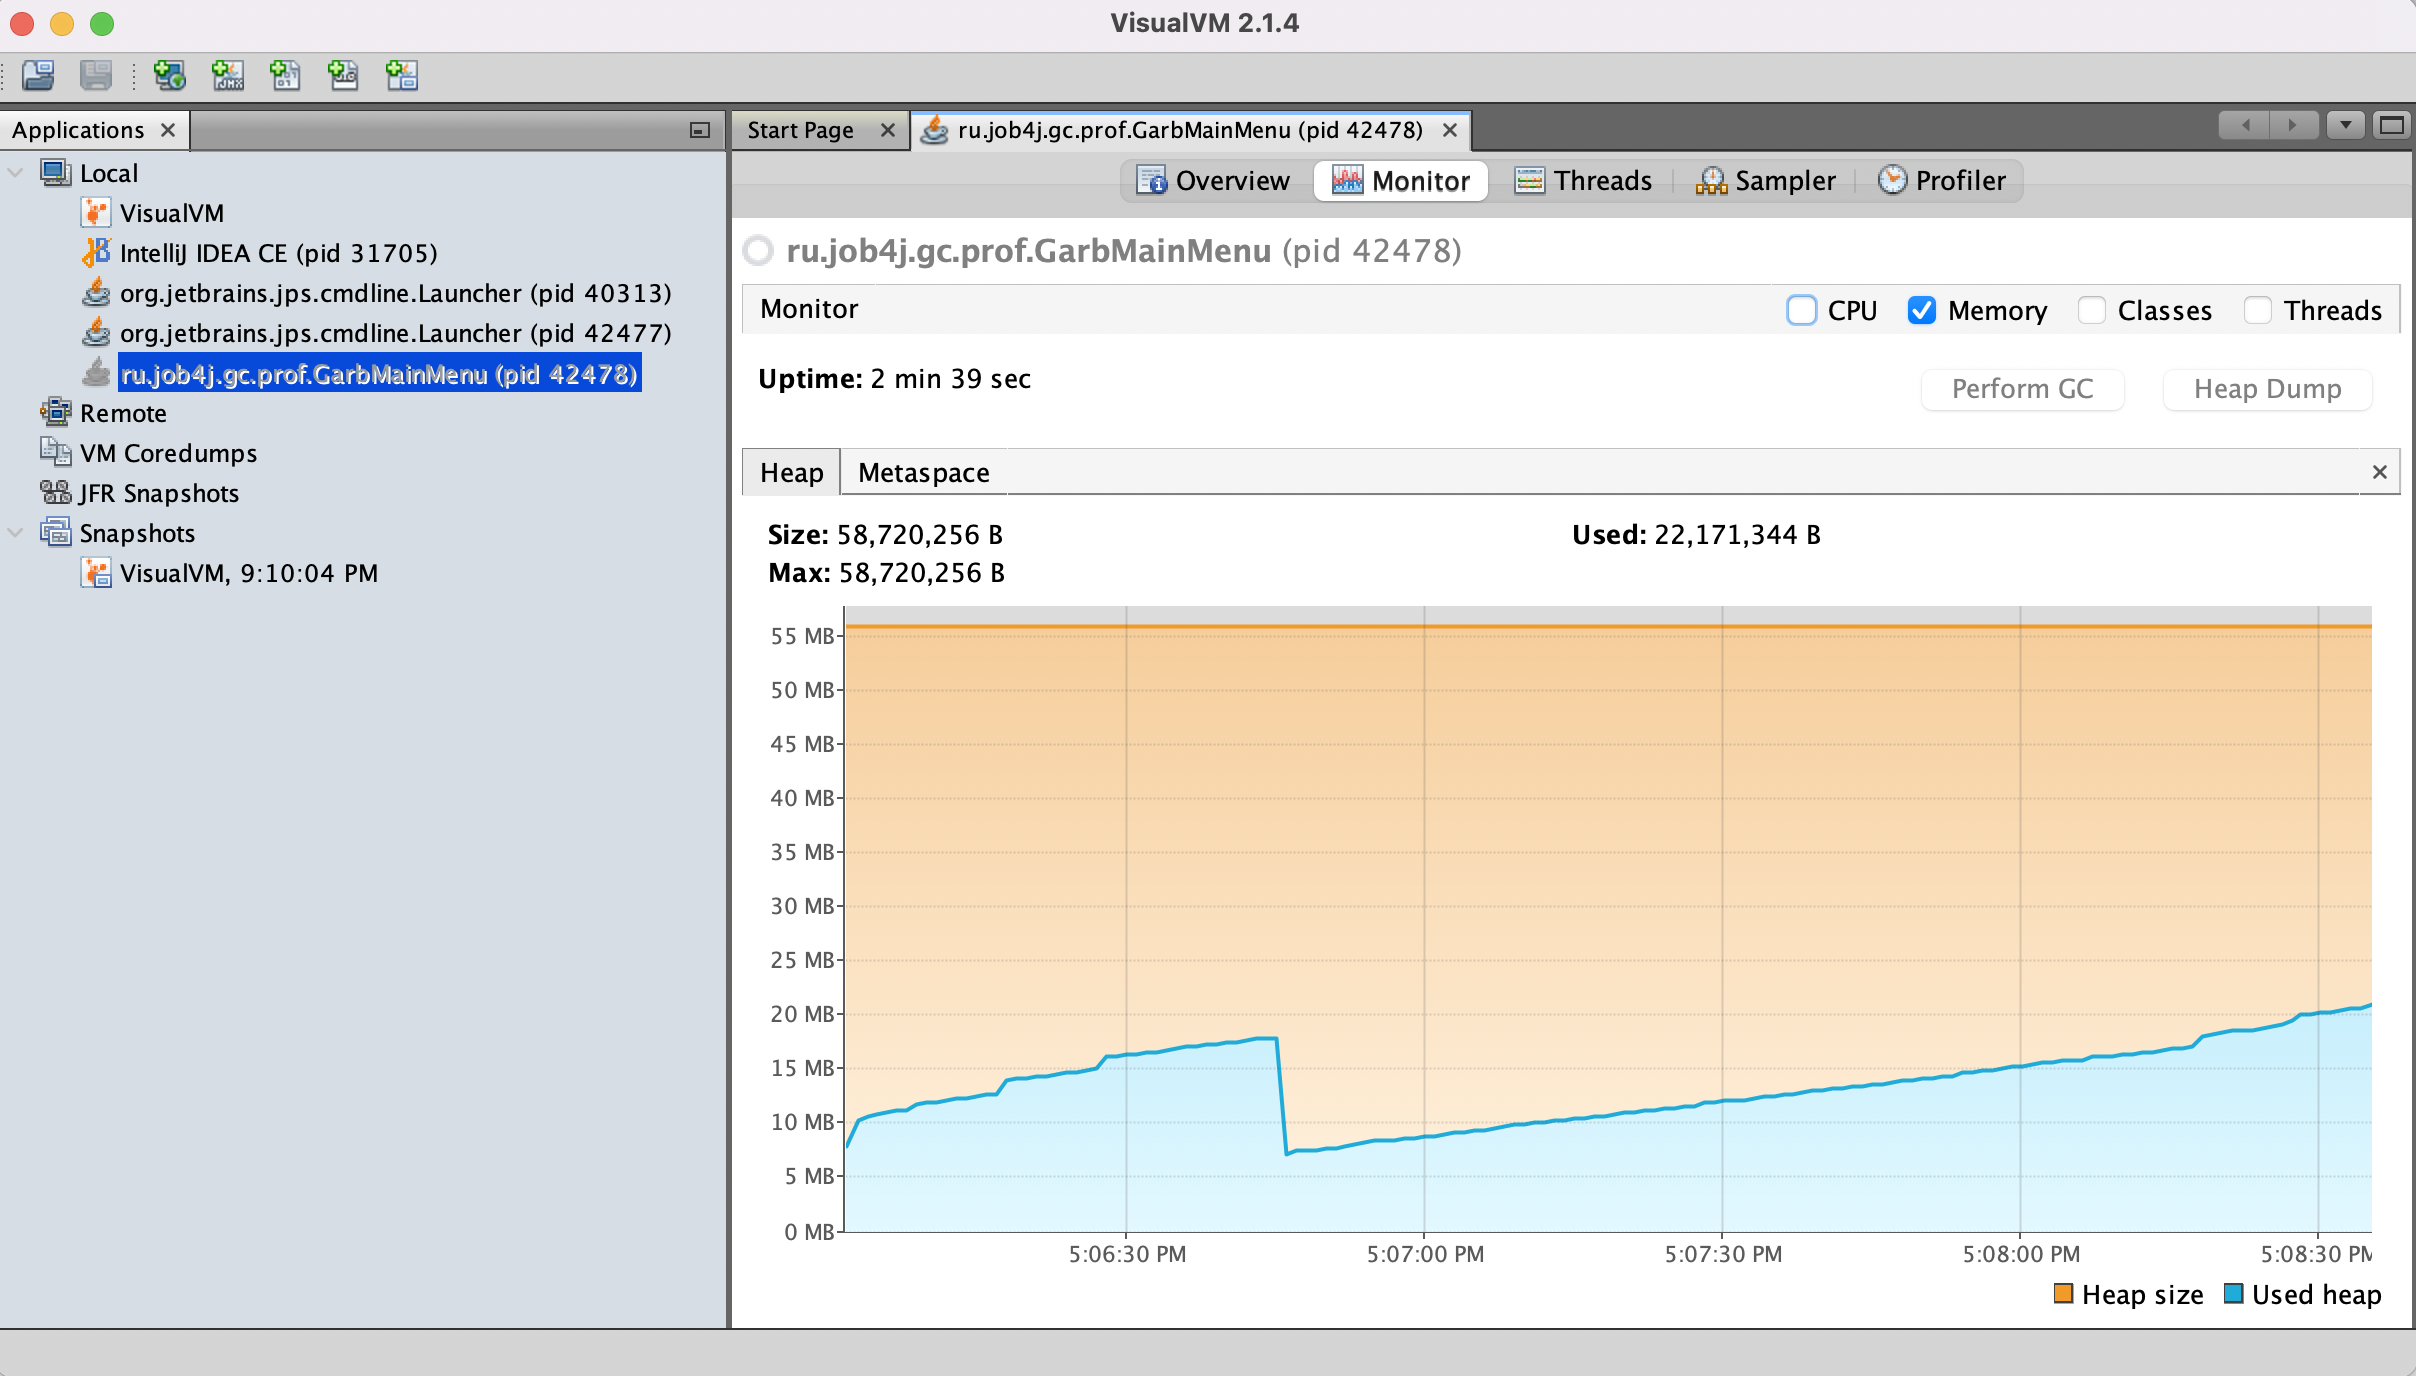 VisualVM 2.1.4
JMX
Applications
Local
VisualVM
IntelliJ IDEA CE (pid 31705)
org.jetbrains.jps.cmdline.Launcher (pid 40313)
org.jetbrains.jps.cmdline.Launcher (pid 42477)
ru.job4j.gc.prof.GarbMainMenu (pid 42478)
Remote
VM Coredumps
JFR Snapshots
Snapshots
VisualVM, 9:10:04 PM
Start Page
ru.job4j.gc.prof.GarbMainMenu (pid 42478)
Overview Monitor Threads Sampler Profiler
ru.job4j.gc.prof.GarbMainMenu (pid 42478)
Monitor CPU Memory Classes Threads
Uptime: 2 min 39 sec
Perform GC Heap Dump
Heap Metaspace
Size: 58,720,256 B Used: 22,171,344 B
Max: 58,720,256 B
55 MB
50 MB
45 MB
40 MB
35 MB
30 MB
25 MB
20 MB
15 MB
10 MB
5 MB
0 MB
5:06:30 PM 5:07:00 PM 5:07:30 PM 5:08:00 PM 5:08:30 PM
Heap size Used heap